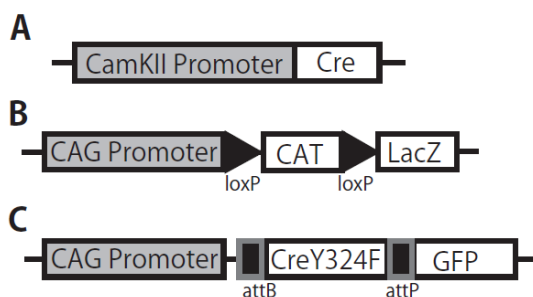 A
CamKII Promoter Cre
B
CAG Promoter CAT LacZ
loxP loxP
C
CAG Promoter CreY324F GFP
attB attP